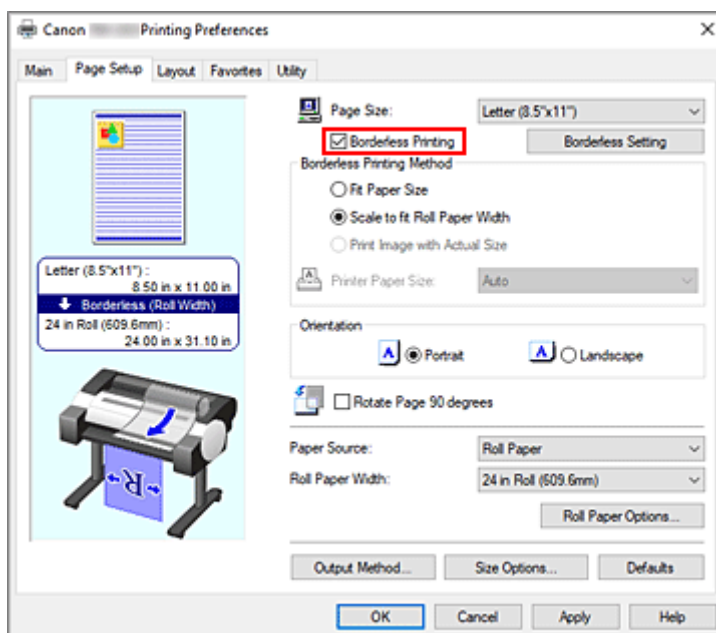 Canon Printing Preferences
Main Page Setup Layout Favorites Utility
Page Size: Letter (8.5"x11")
Borderless Printing Borderless Setting
Borderless Printing Method
Fit Paper Size
Scale to fit Roll Paper Width
Print Image with Actual Size
Printer Paper Size: Auto
Letter (8.5"x11") :
8.50 in x 11.00 in
Borderless (Roll Width)
24 in Roll (609.6mm) :
24.00 in x 31.10 in
Orientation
A Portrait A Landscape
Rotate Page 90 degrees
R
Paper Source: Roll Paper
Roll Paper Width: 24 in Roll (609.6mm)
Roll Paper Options...
Output Method... Size Options... Defaults
OK Cancel Apply Help